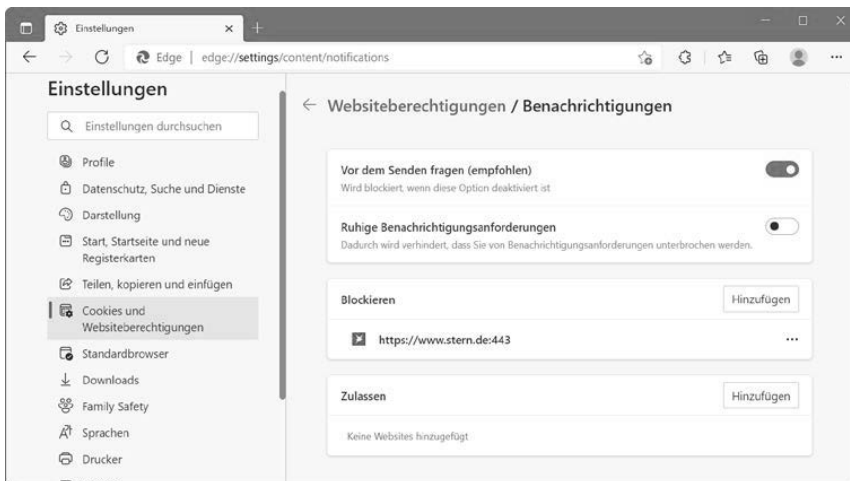 Einstellungen
Edge | edge://settings/content/notifications
Einstellungen
Einstellungen durchsuchen
Profile
Datenschutz, Suche und Dienste
Darstellung
Start, Startseite und neue
Registerkarten
Teilen, kopieren und einfügen
Cookies und
Websiteberechtigungen
Standardbrowser
Downloads
Family Safety
Sprachen
Drucker
Websiteberechtigungen / Benachrichtigungen
Vor dem Senden fragen (empfohlen)
Wird blockiert, wenn diese Option deaktiviert ist
Ruhige Benachrichtigungsanforderungen
Dadurch wird verhindert, dass Sie von Benachrichtigungsanforderungen unterbrochen werden.
Blockieren
Hinzufügen
https://www.stern.de:443
Zulassen
Hinzufügen
Keine Websites hinzugefügt